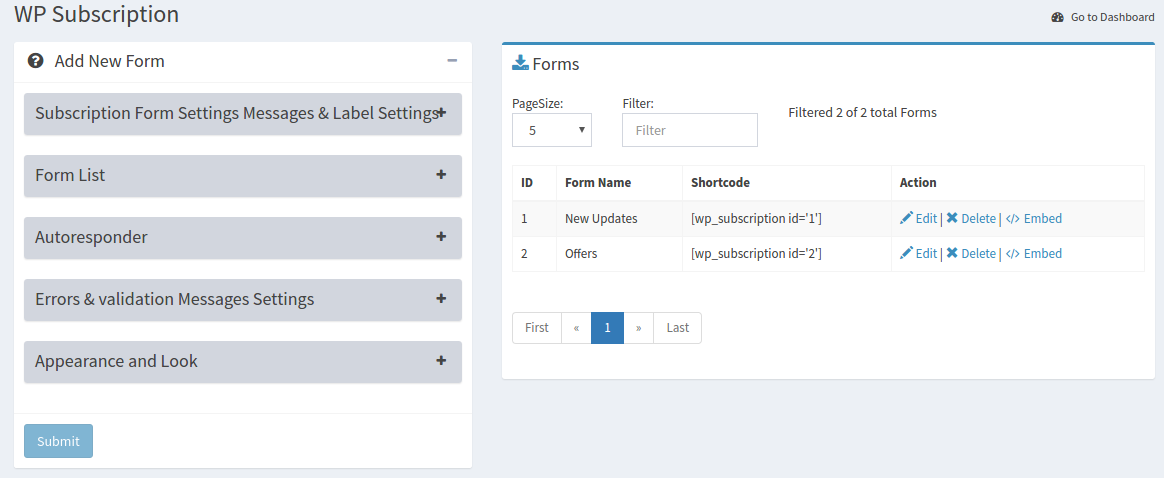 WP Subscription
Go to Dashboard
Add New Form
Subscription Form Settings Messages & Label Settings
Form List
Autoresponder
Errors & validation Messages Settings
Appearance and Look
Submit
Forms
PageSize: Filter:
5 Filter Filtered 2 of 2 total Forms
ID Form Name Shortcode Action
1 New Updates [wp_subscription id='1'] Edit | Delete | </> Embed
2 Offers [wp_subscription id='2'] Edit | Delete | </> Embed
First « 1 » Last